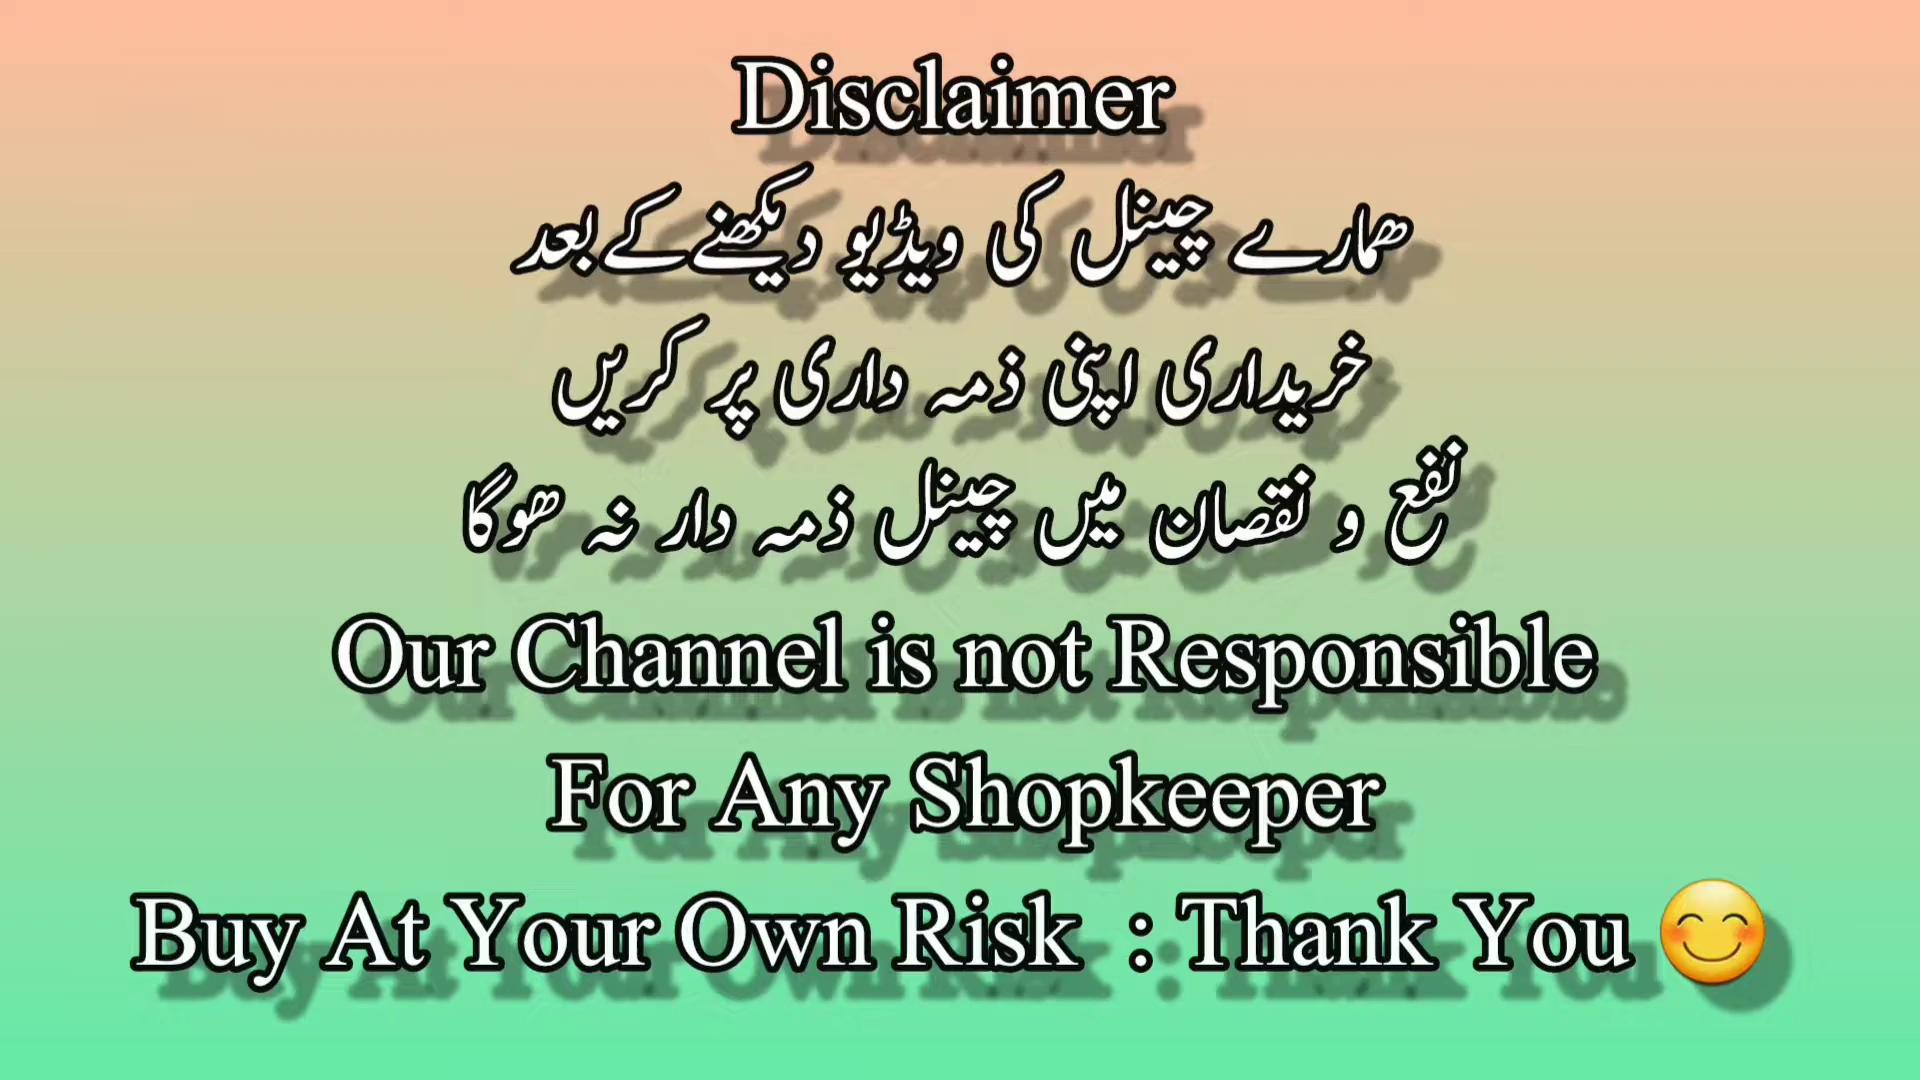 Disclaimer
ھمارے چینل کی ویڈیو دیکھنے کے بعد
خریداری اپنی ذمہ داری پر کریں
نفع و نقصان میں چینل ذمہ دار نہ ھوگا
Our Channel is not Responsible
For Any Shopkeeper
Buy At Your Own Risk : Thank You 😊